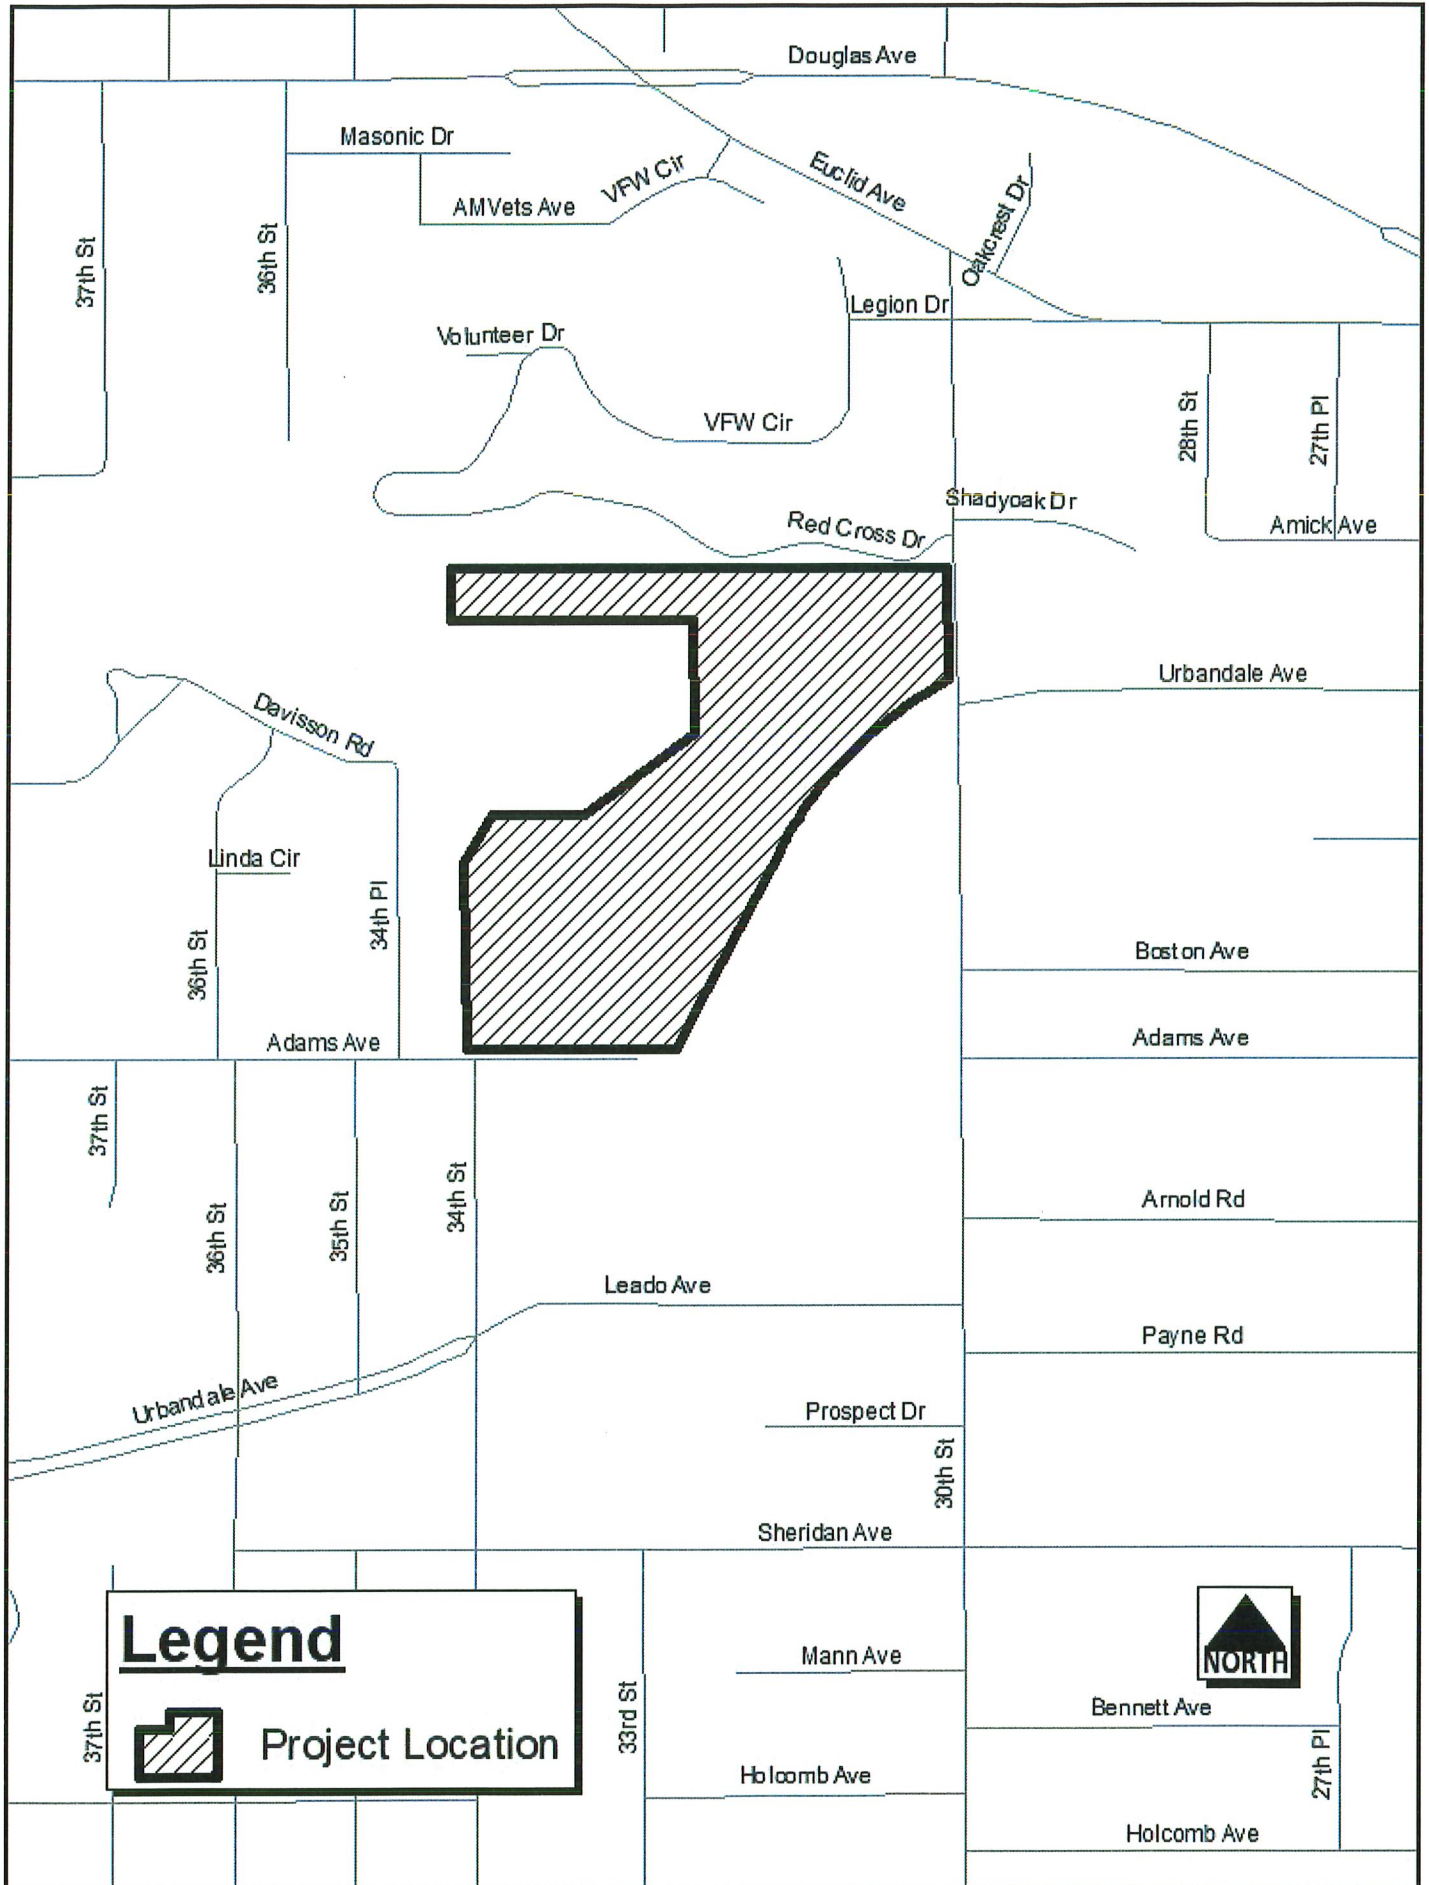 Douglas Ave
Masonic Dr
VFW Cir
Euclid Ave
AMVets Ave
Oakcrest Dr
37th St
36th St
Legion Dr
Volunteer Dr
VFW Cir
28th St
27th Pl
Shadyoak Dr
Red Cross Dr
Amick Ave
Urbandale Ave
Davisson Rd
Linda Cir
34th Pl
36th St
Boston Ave
Adams Ave
Adams Ave
37th St
36th St
35th St
34th St
Arnold Rd
Leado Ave
Payne Rd
Urbandale Ave
Prospect Dr
30th St
Sheridan Ave
Legend
NORTH
Mann Ave
37th St
33rd St
Bennett Ave
Project Location
27th Pl
Holcomb Ave
Holcomb Ave